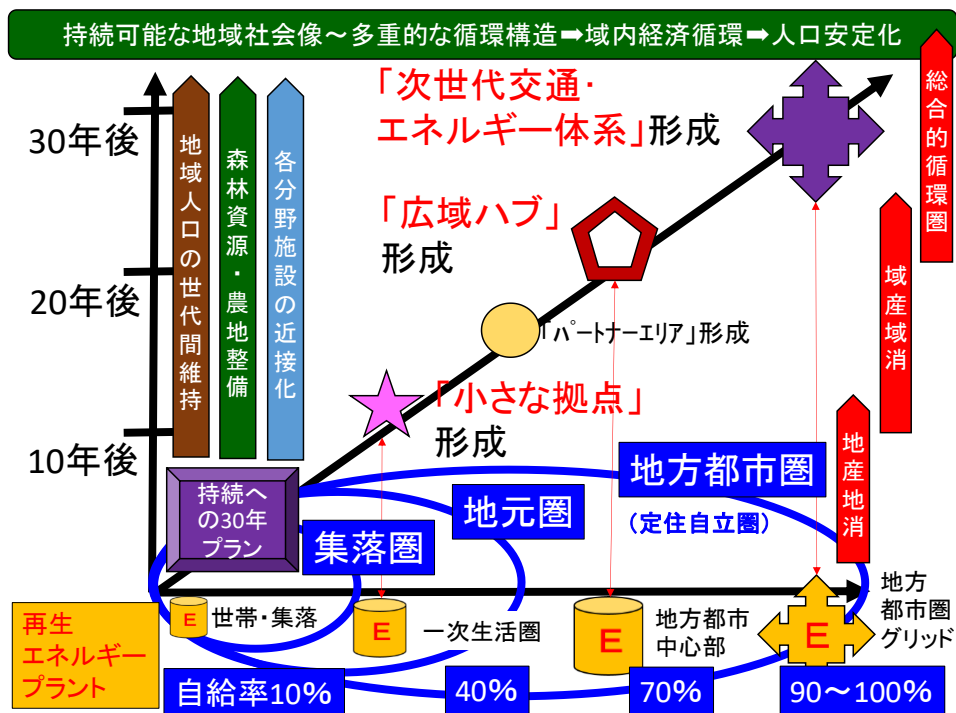 持続可能な地域社会像～多重的な循環構造➡域内経済循環➡人口安定化
30年後
20年後
10年後
地域人口の世代間維持
森林資源・農地整備
各分野施設の近接化
「次世代交通・
エネルギー体系」形成
「広域ハブ」
形成
「パートナーエリア」形成
「小さな拠点」
形成
総合的循環圏
域産域消
地産地消
持続へ
の30年
プラン
集落圏
地元圏
地方都市圏
(定住自立圏)
再生
エネルギー
プラント
E
世帯・集落
E
一次生活圏
E
地方都市
中心部
E
地方
都市圏
グリッド
自給率10%
40%
70%
90～100%